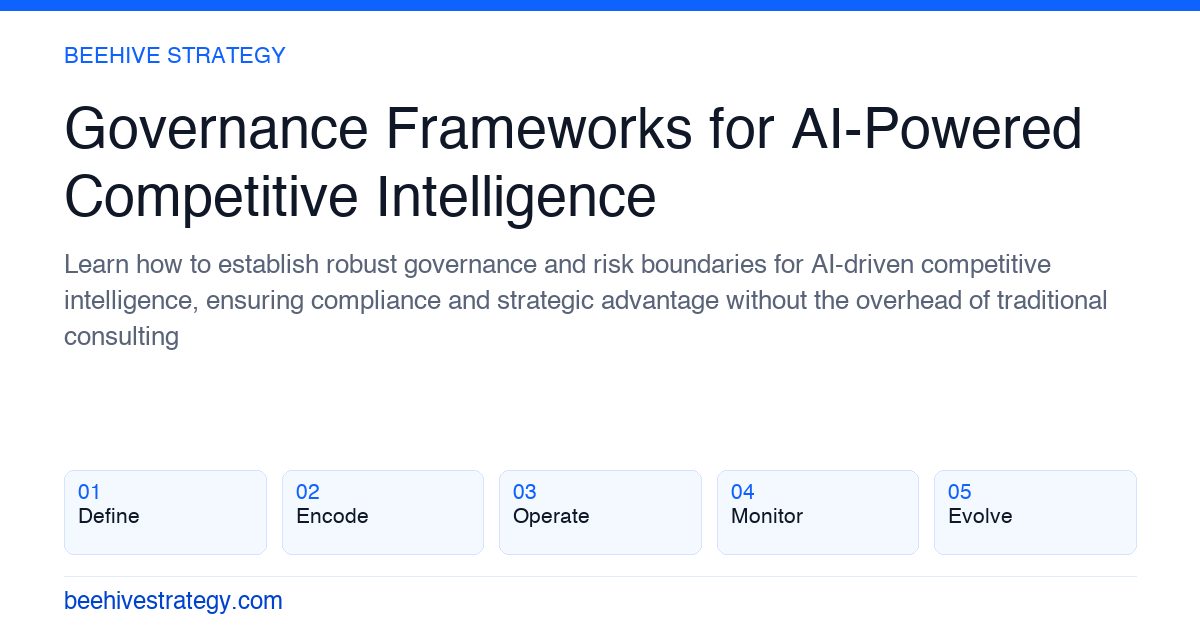 BEEHIVE STRATEGY
Governance Frameworks for AI-Powered
Competitive Intelligence
Learn how to establish robust governance and risk boundaries for AI-driven competitive
intelligence, ensuring compliance and strategic advantage without the overhead of traditional
consulting
01
Define
02
Encode
03
Operate
04
Monitor
05
Evolve
beehivestrategy.com